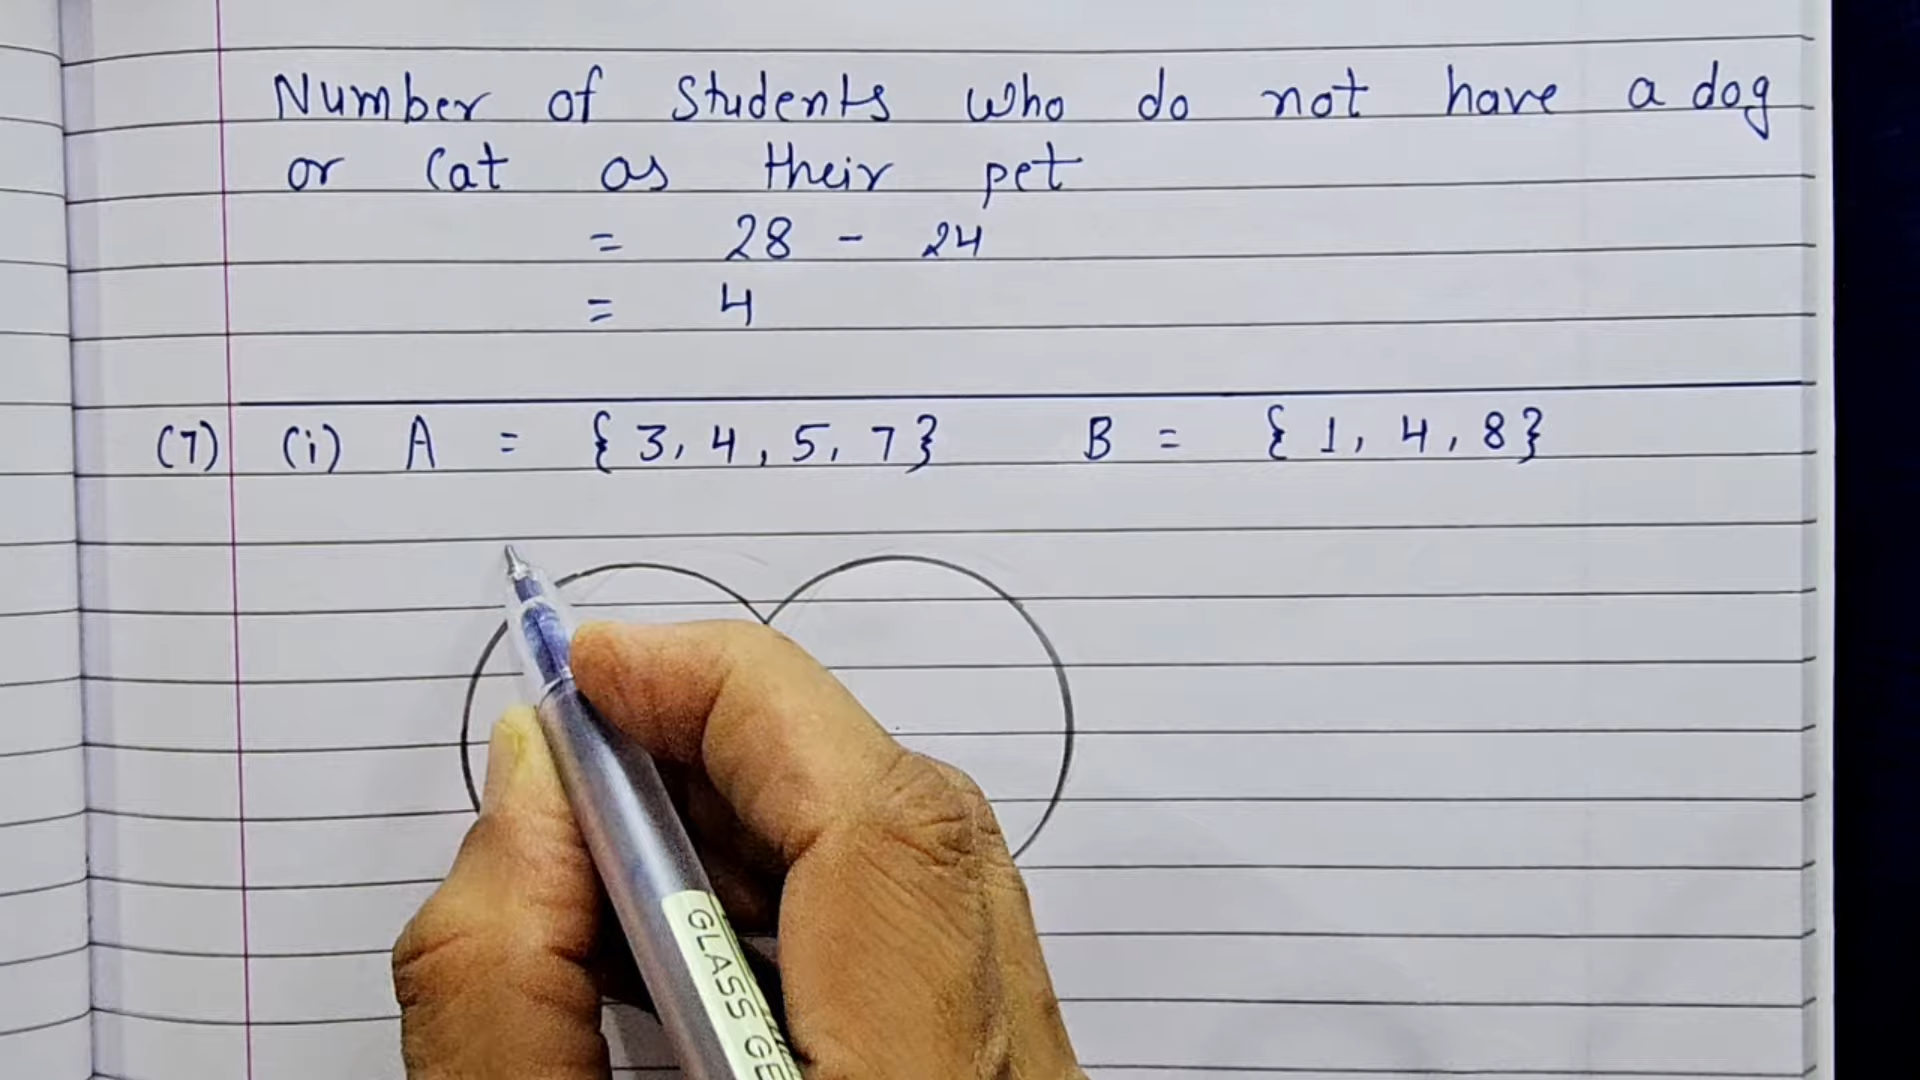 Number of students who do not have a dog
or cat as their pet
= 28 - 24
= 4
(7) (i) A = {3, 4, 5, 7} B = {1, 4, 8}
GLASS GE